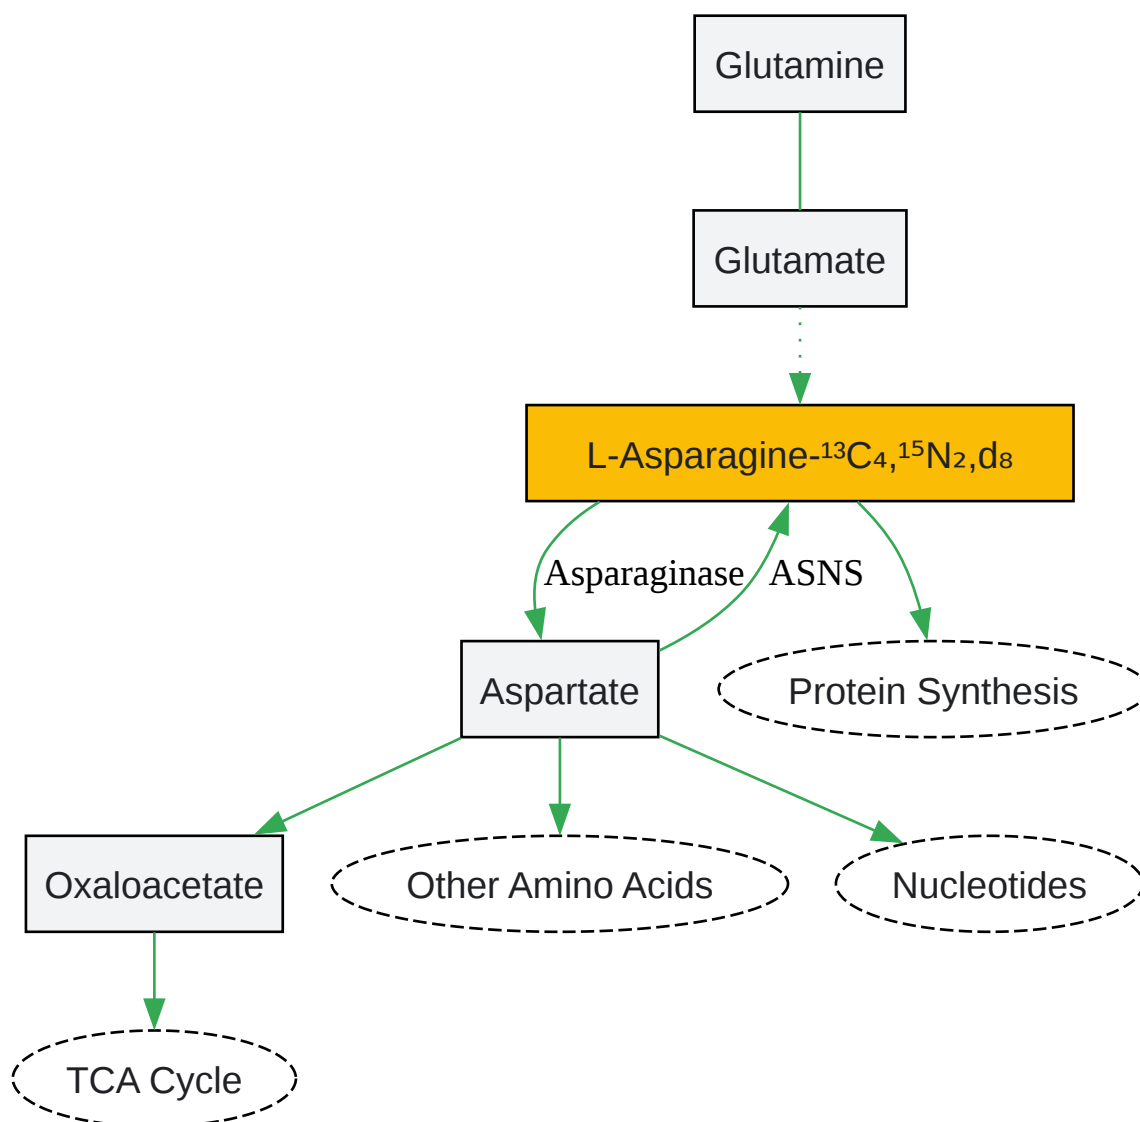 Glutamine
Glutamate
L-Asparagine-¹³C₄,¹⁵N₂,d₈
Asparaginase
ASNS
Aspartate
Protein Synthesis
Oxaloacetate
Other Amino Acids
Nucleotides
TCA Cycle